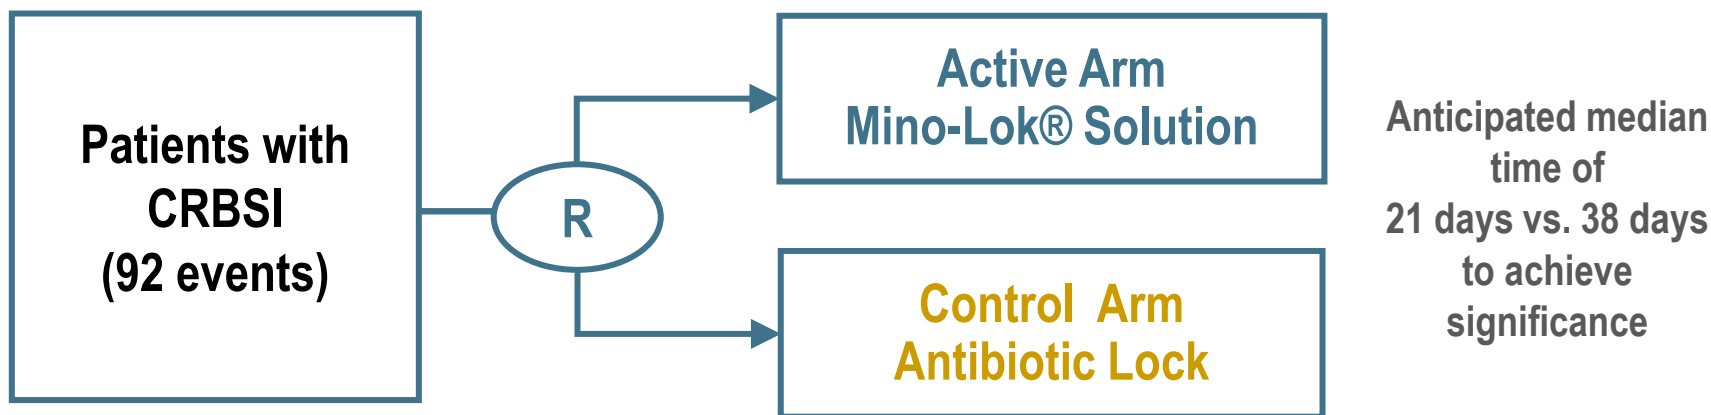 Patients with
CRBSI
(92 events)
R
Active Arm
Mino-Lok® Solution
Control  Arm
Antibiotic Lock
Anticipated median
time of
21 days vs. 38 days
to achieve
significance